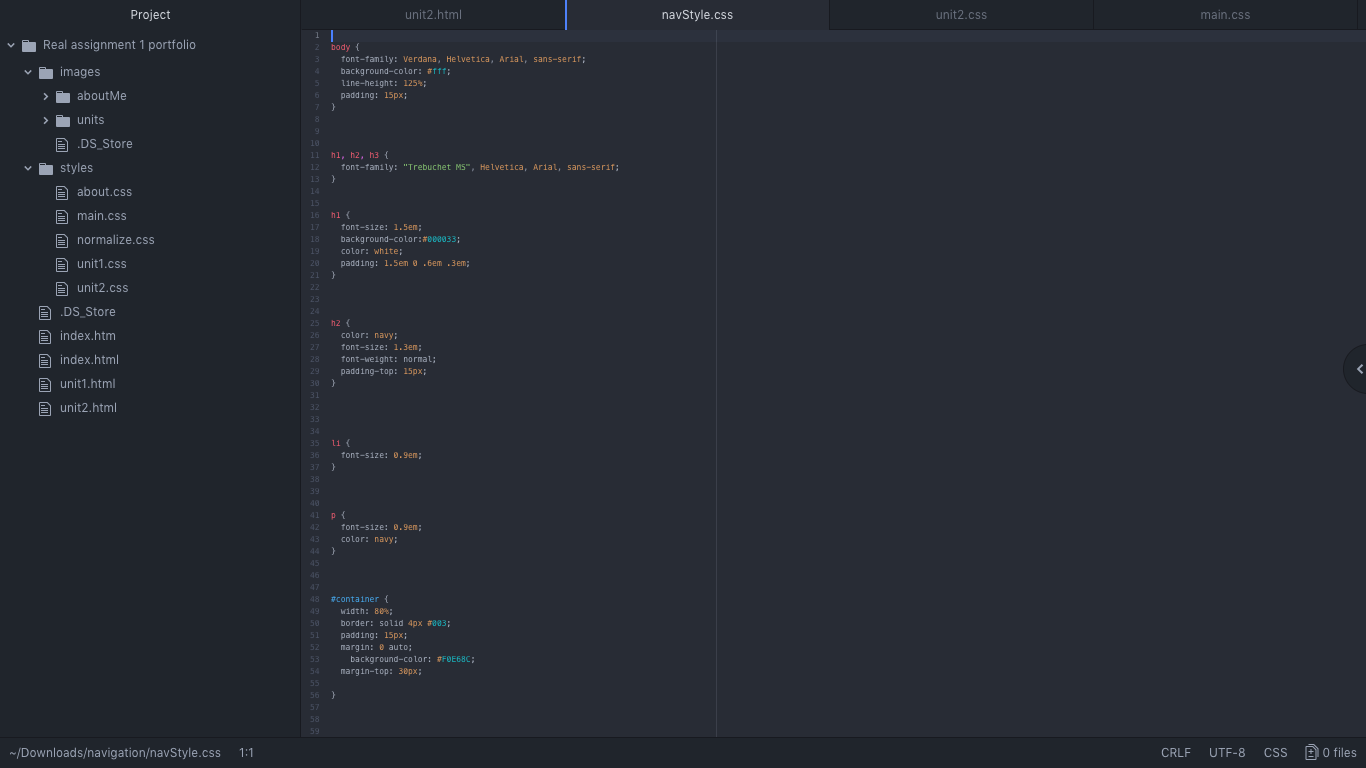 Project
unit2.html
navStyle.css
unit2.css
main.css
Real assignment 1 portfolio
images
aboutMe
units
.DS_Store
styles
about.css
main.css
normalize.css
unit1.css
unit2.css
.DS_Store
index.htm
index.html
unit1.html
unit2.html
1
2 body {
3 font-family: Verdana, Helvetica, Arial, sans-serif;
4 background-color: #fff;
5 line-height: 125%;
6 padding: 15px;
7 }
8
9
10
11 h1, h2, h3 {
12 font-family: "Trebuchet MS", Helvetica, Arial, sans-serif;
13 }
14
15
16 h1 {
17 font-size: 1.5em;
18 background-color:#000033;
19 color: white;
20 padding: 1.5em 0 .6em .3em;
21 }
22
23
24
25 h2 {
26 color: navy;
27 font-size: 1.3em;
28 font-weight: normal;
29 padding-top: 15px;
30 }
31
32
33
34
35 li {
36 font-size: 0.9em;
37 }
38
39
40
41 p {
42 font-size: 0.9em;
43 color: navy;
44 }
45
46
47
48 #container {
49 width: 80%;
50 border: solid 4px #003;
51 padding: 15px;
52 margin: 0 auto;
53 background-color: #F0E68C;
54 margin-top: 30px;
55
56 }
57
58
59
~/Downloads/navigation/navStyle.css 1:1
CRLF UTF-8 CSS 0 files